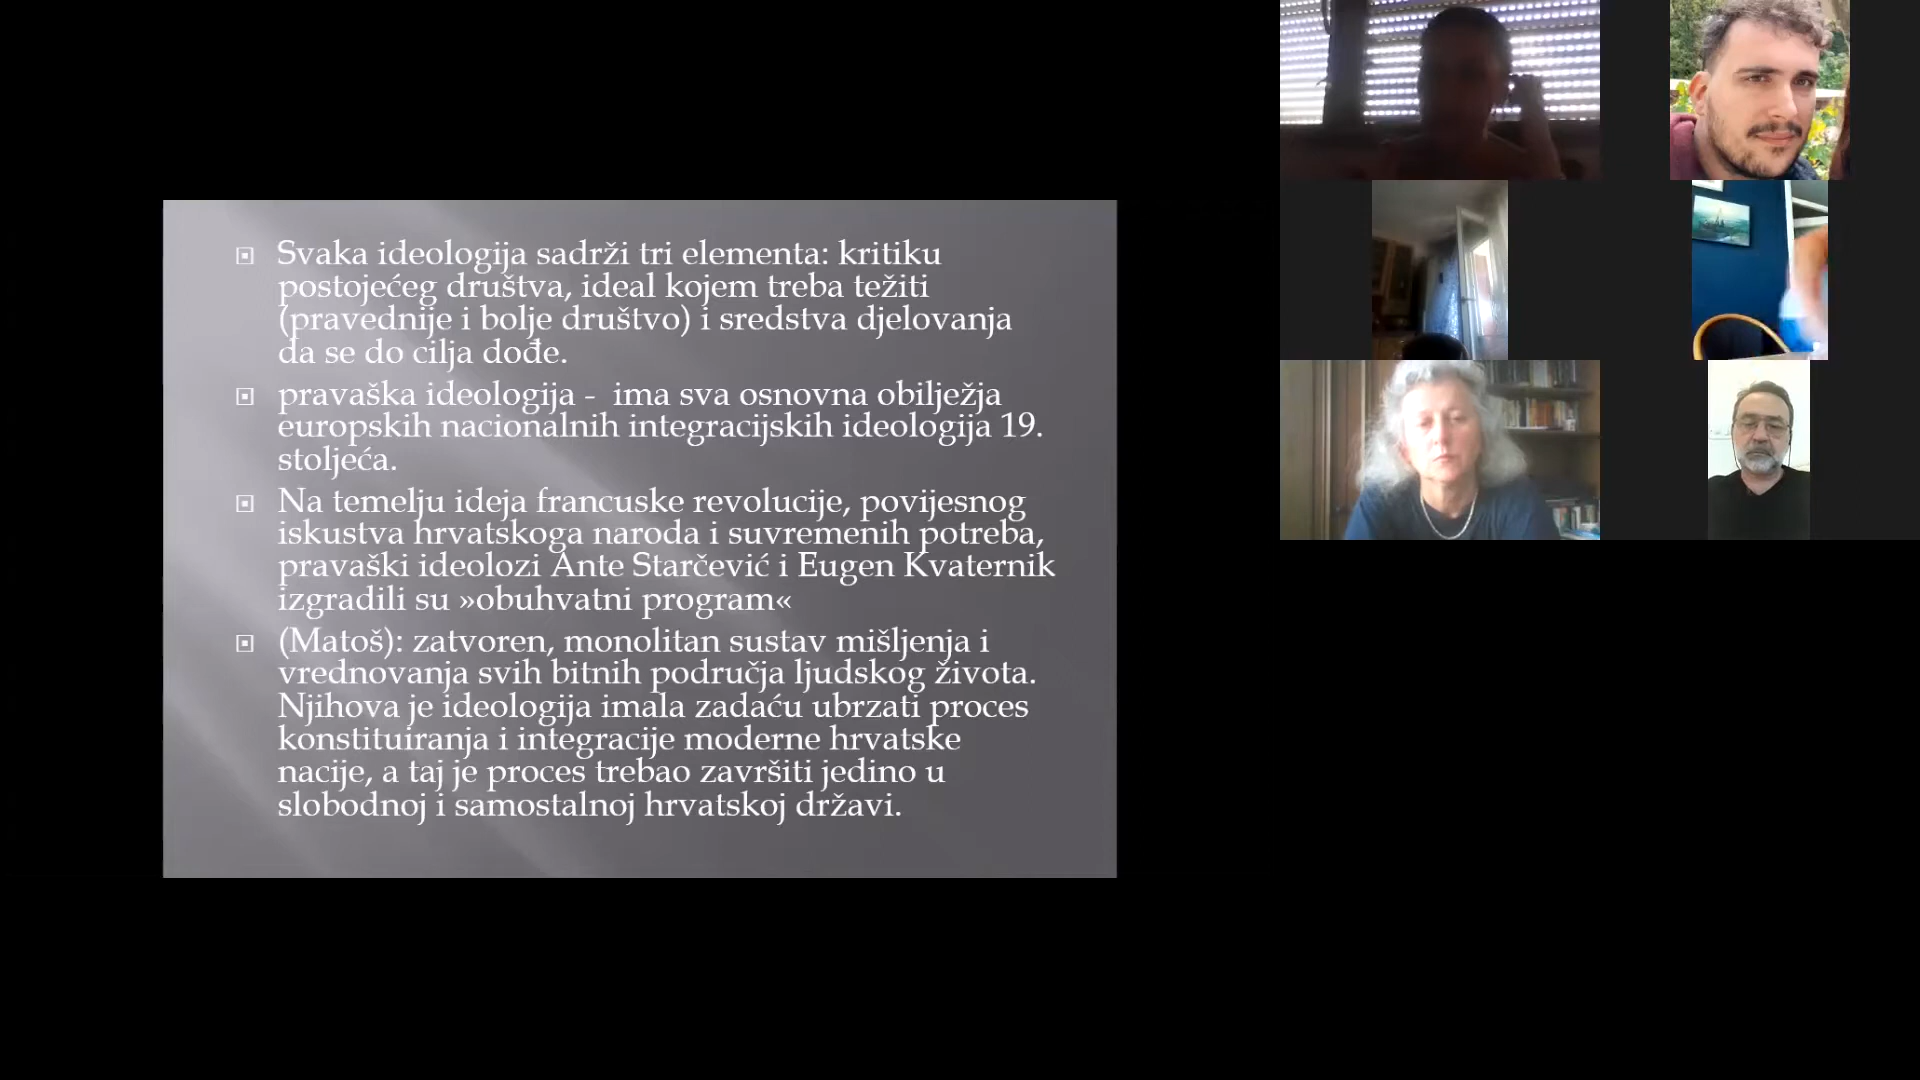 Svaka ideologija sadrži tri elementa: kritiku
postojećeg društva, ideal kojem treba težiti
(pravednije i bolje društvo) i sredstva djelovanja
da se do cilja dođe.
pravaška ideologija -  ima sva osnovna obilježja
europskih nacionalnih integracijskih ideologija 19.
stoljeća.
Na temelju ideja francuske revolucije, povijesnog
iskustva hrvatskoga naroda i suvremenih potreba,
pravaški ideolozi Ante Starčević i Eugen Kvaternik
izgradili su »obuhvatni program«
(Matoš): zatvoren, monolitan sustav mišljenja i
vrednovanja svih bitnih područja ljudskog života.
Njihova je ideologija imala zadaću ubrzati proces
konstituiranja i integracije moderne hrvatske
nacije, a taj je proces trebao završiti jedino u
slobodnoj i samostalnoj hrvatskoj državi.